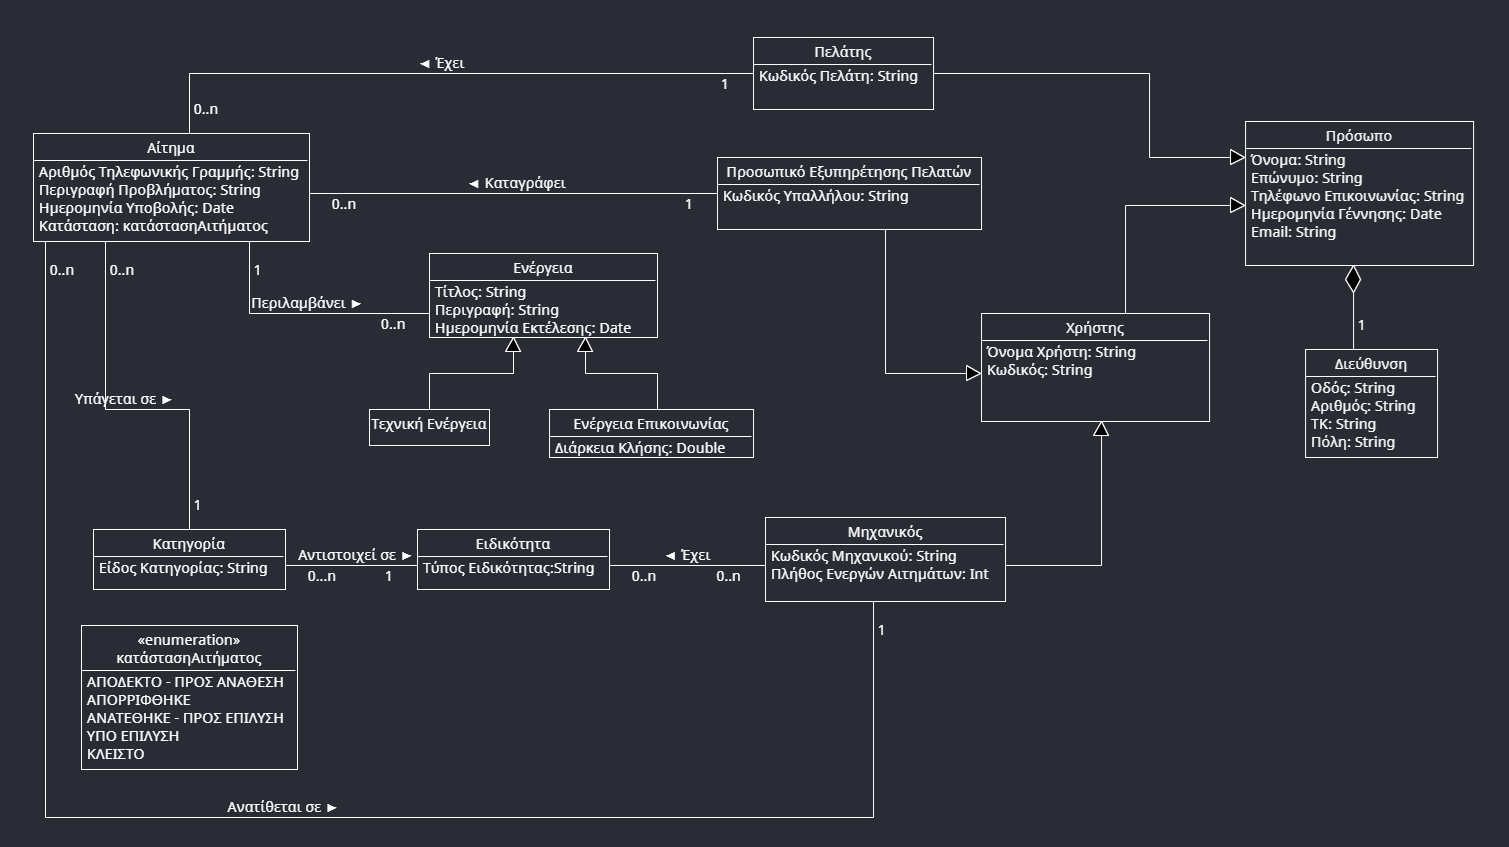 Πελάτης
Κωδικός Πελάτη: String
◄ Έχει
1
0..n
Πρόσωπο
Όνομα: String
Επώνυμο: String
Τηλέφωνο Επικοινωνίας: String
Ημερομηνία Γέννησης: Date
Email: String
Αίτημα
Αριθμός Τηλεφωνικής Γραμμής: String
Περιγραφή Προβλήματος: String
Ημερομηνία Υποβολής: Date
Κατάσταση: κατάστασηΑιτήματος
◄ Καταγράφει
0..n
1
Προσωπικό Εξυπηρέτησης Πελατών
Κωδικός Υπαλλήλου: String
0..n
0..n
1
Περιλαμβάνει ►
0..n
Ενέργεια
Τίτλος: String
Περιγραφή: String
Ημερομηνία Εκτέλεσης: Date
Χρήστης
Όνομα Χρήστη: String
Κωδικός: String
1
Διεύθυνση
Οδός: String
Αριθμός: String
ΤΚ: String
Πόλη: String
Υπάγεται σε ►
1
Τεχνική Ενέργεια
Ενέργεια Επικοινωνίας
Διάρκεια Κλήσης: Double
Κατηγορία
Είδος Κατηγορίας: String
Αντιστοιχεί σε ►
0...n
1
Ειδικότητα
Τύπος Ειδικότητας:String
◄ Έχει
0..n
0..n
Μηχανικός
Κωδικός Μηχανικού: String
Πλήθος Ενεργών Αιτημάτων: Int
1
«enumeration»
κατάστασηΑιτήματος
ΑΠΟΔΕΚΤΟ - ΠΡΟΣ ΑΝΑΘΕΣΗ
ΑΠΟΡΡΙΦΘΗΚΕ
ΑΝΑΤΕΘΗΚΕ - ΠΡΟΣ ΕΠΙΛΥΣΗ
ΥΠΟ ΕΠΙΛΥΣΗ
ΚΛΕΙΣΤΟ
Ανατίθεται σε ►